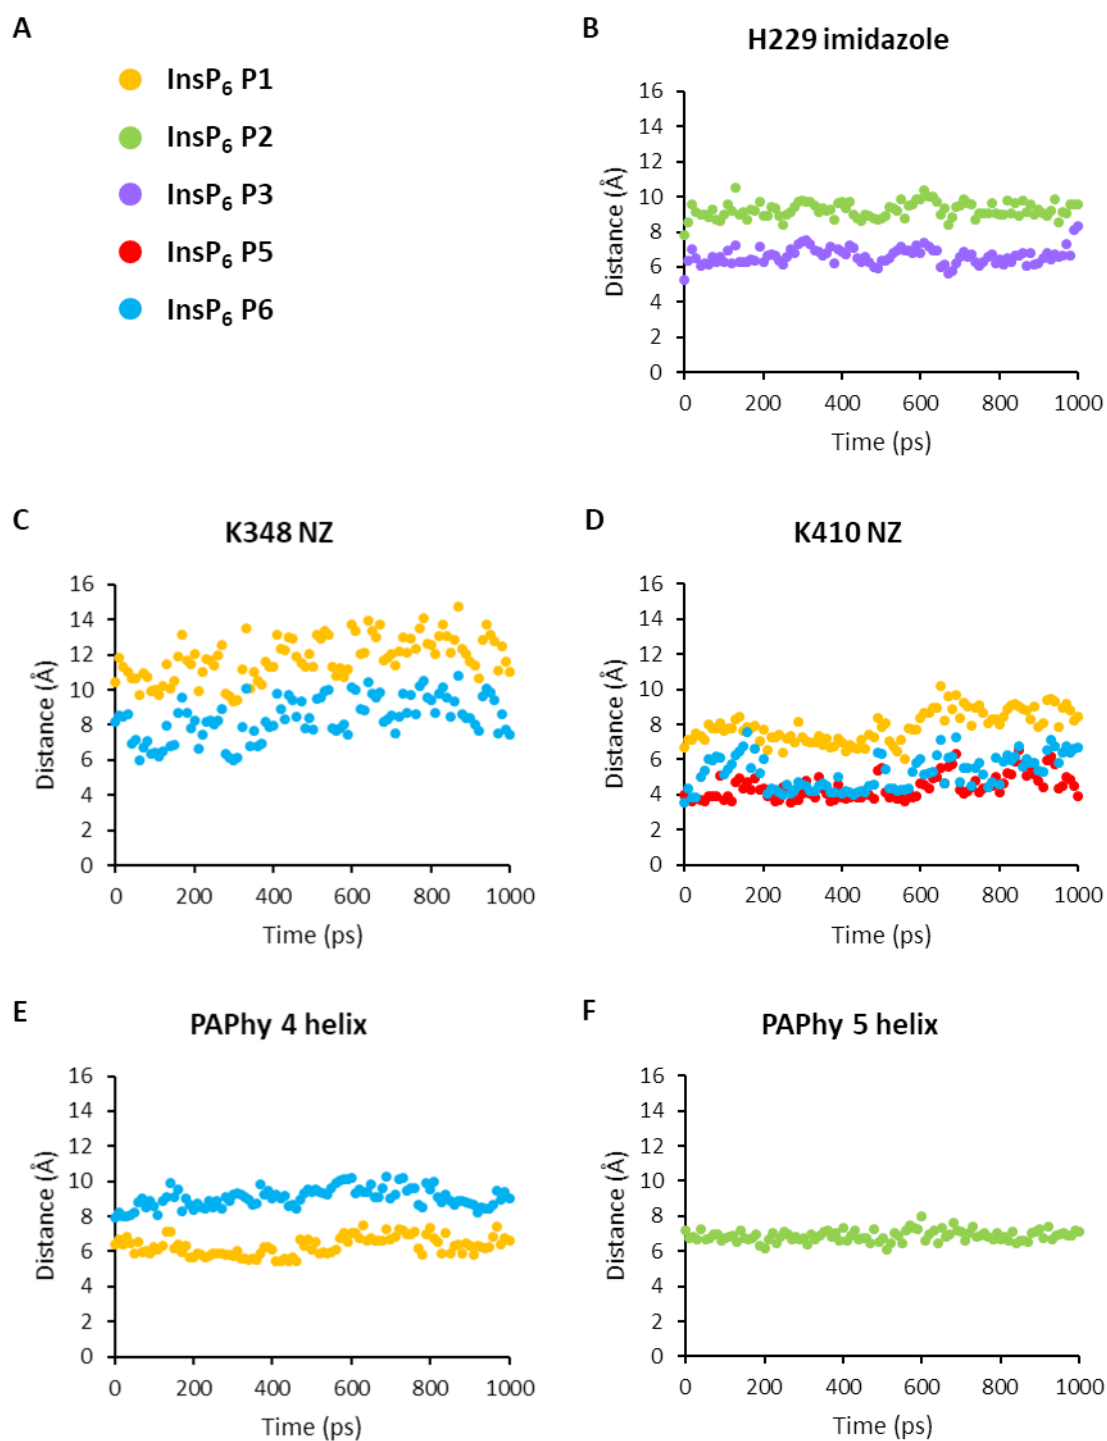 A
InsP6 P1
InsP6 P2
InsP6 P3
InsP6 P5
InsP6 P6
B
H229 imidazole
Distance (Å)
16
14
12
10
8
6
4
2
0
0 200 400 600 800 1000
Time (ps)
C
K348 NZ
Distance (Å)
16
14
12
10
8
6
4
2
0
0 200 400 600 800 1000
Time (ps)
D
K410 NZ
Distance (Å)
16
14
12
10
8
6
4
2
0
0 200 400 600 800 1000
Time (ps)
E
PAPhy 4 helix
Distance (Å)
16
14
12
10
8
6
4
2
0
0 200 400 600 800 1000
Time (ps)
F
PAPhy 5 helix
Distance (Å)
16
14
12
10
8
6
4
2
0
0 200 400 600 800 1000
Time (ps)